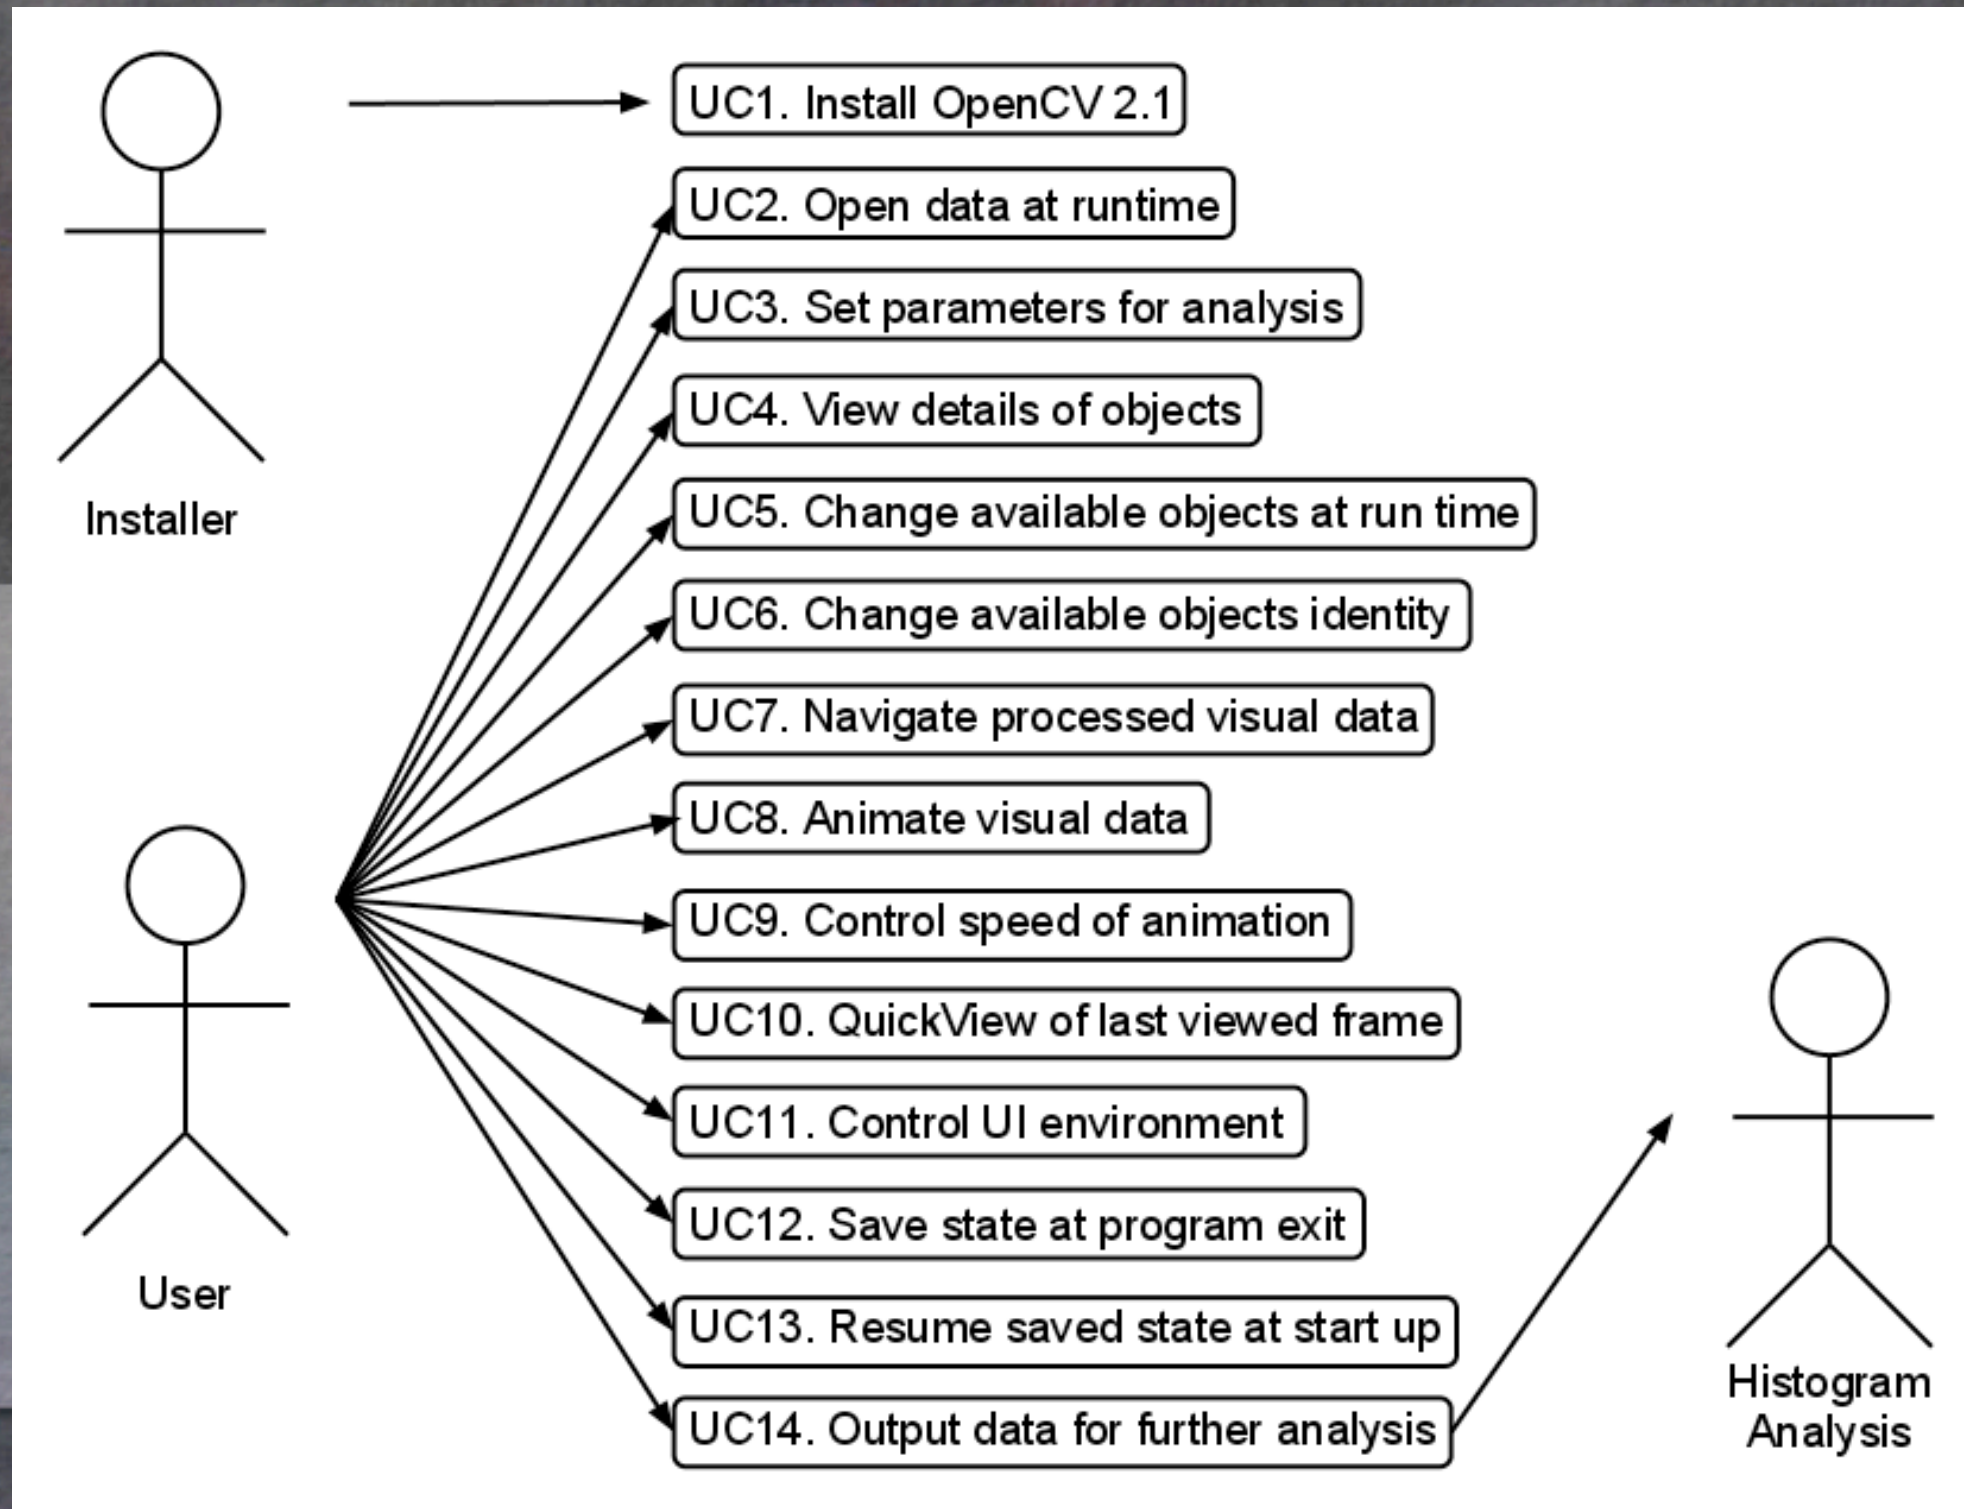 UC1. Install OpenCV 2.1
UC2. Open data at runtime
UC3. Set parameters for analysis
UC4. View details of objects
UC5. Change available objects at run time
Installer
UC6. Change available objects identity
UC7. Navigate processed visual data
UC8. Animate visual data
UC9. Control speed of animation
UC10. QuickView of last viewed frame
UC11. Control UI environment
UC12. Save state at program exit
User
UC13. Resume saved state at start up
UC14. Output data for further analysis
Histogram
Analysis